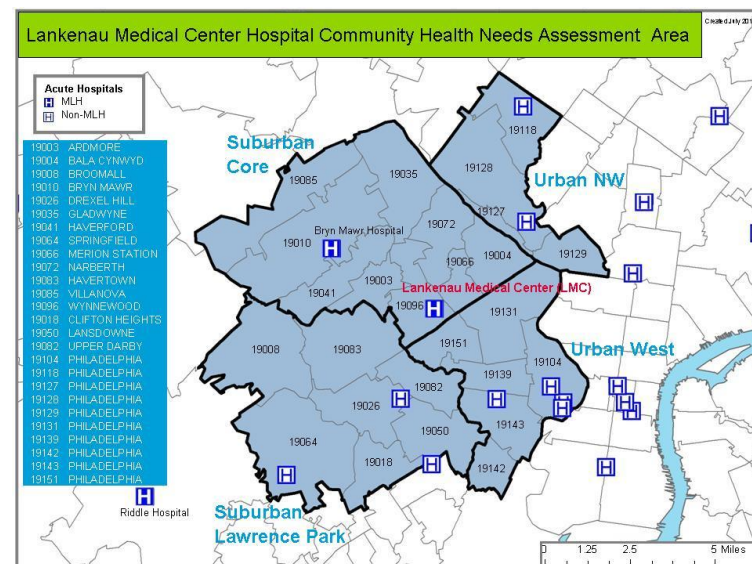 Created July 201
Lankenau Medical Center Hospital Community Health Needs Assessment Area
Acute Hospitals
MLH
Non-MLH
19003 ARDMORE
19004 BALA CYNWYD
19008 BROOMALL
19010 BRYN MAWR
19026 DREXEL HILL
19035 GLADWYNE
19041 HAVERFORD
19064 SPRINGFIELD
19066 MERION STATION
19072 NARBERTH
19083 HAVERTOWN
19085 VILLANOVA
19096 WYNNEWOOD
19018 CLIFTON HEIGHTS
19050 LANSDOWNE
19082 UPPER DARBY
19104 PHILADELPHIA
19118 PHILADELPHIA
19127 PHILADELPHIA
19128 PHILADELPHIA
19129 PHILADELPHIA
19131 PHILADELPHIA
19139 PHILADELPHIA
19142 PHILADELPHIA
19143 PHILADELPHIA
19151 PHILADELPHIA
Riddle Hospital
Suburban
Core
19085
19035
19010
Bryn Mawr Hospital
19072
19066
19004
19003
19041
19096
Lankenau Medical Center (LMC)
Urban NW
19118
19128
19127
19129
Urban West
19131
19151
19104
19139
19143
19142
19008
19083
19082
19026
19064
19050
19018
Suburban
Lawrence Park
0 1.25 2.5 5 Miles